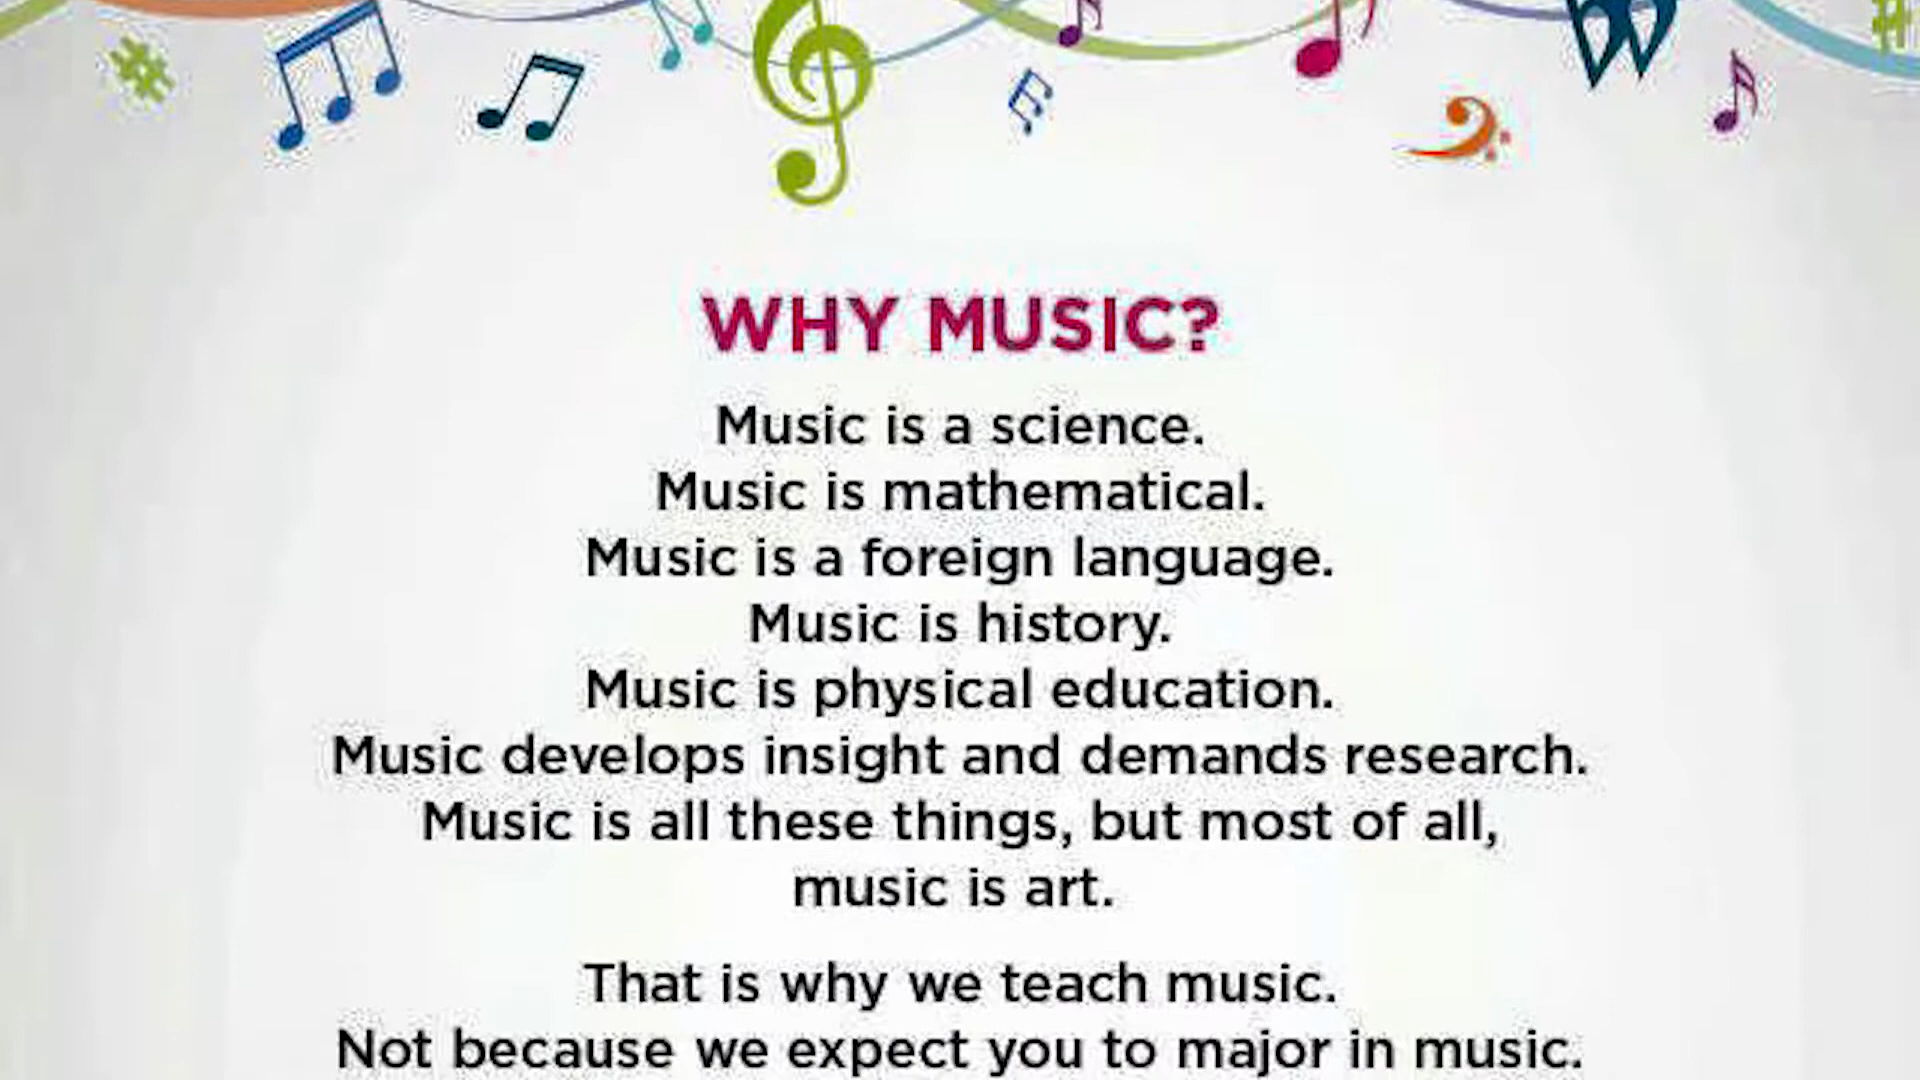 WHY MUSIC?
Music is a science.
Music is mathematical.
Music is a foreign language.
Music is history.
Music is physical education.
Music develops insight and demands research.
Music is all these things, but most of all,
music is art.
That is why we teach music.
Not because we expect you to major in music.